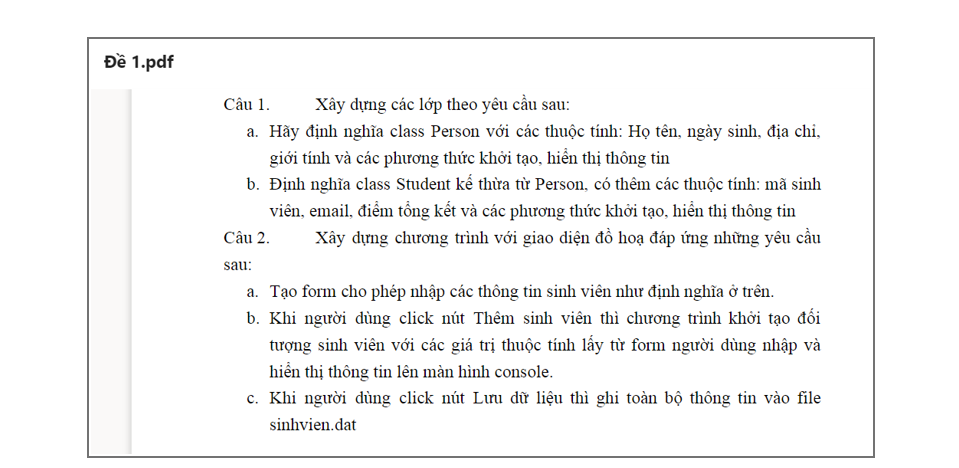 Đề 1.pdf
Câu 1. Xây dựng các lớp theo yêu cầu sau:
a. Hãy định nghĩa class Person với các thuộc tính: Họ tên, ngày sinh, địa chỉ,
giới tính và các phương thức khởi tạo, hiển thị thông tin
b. Định nghĩa class Student kế thừa từ Person, có thêm các thuộc tính: mã sinh
viên, email, điểm tổng kết và các phương thức khởi tạo, hiển thị thông tin
Câu 2. Xây dựng chương trình với giao diện đồ hoạ đáp ứng những yêu cầu
sau:
a. Tạo form cho phép nhập các thông tin sinh viên như định nghĩa ở trên.
b. Khi người dùng click nút Thêm sinh viên thì chương trình khởi tạo đối
tượng sinh viên với các giá trị thuộc tính lấy từ form người dùng nhập và
hiển thị thông tin lên màn hình console.
c. Khi người dùng click nút Lưu dữ liệu thì ghi toàn bộ thông tin vào file
sinhvien.dat